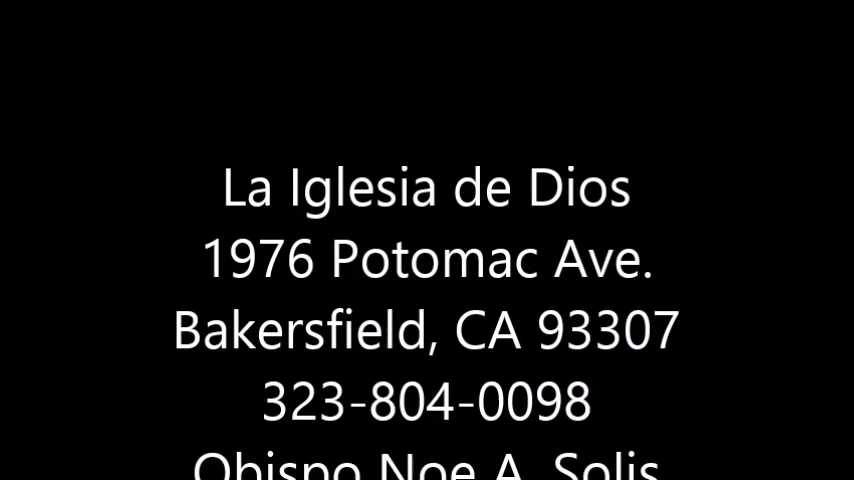 La Iglesia de Dios
1976 Potomac Ave.
Bakersfield, CA 93307
323-804-0098
Obispo Noe A. Solis